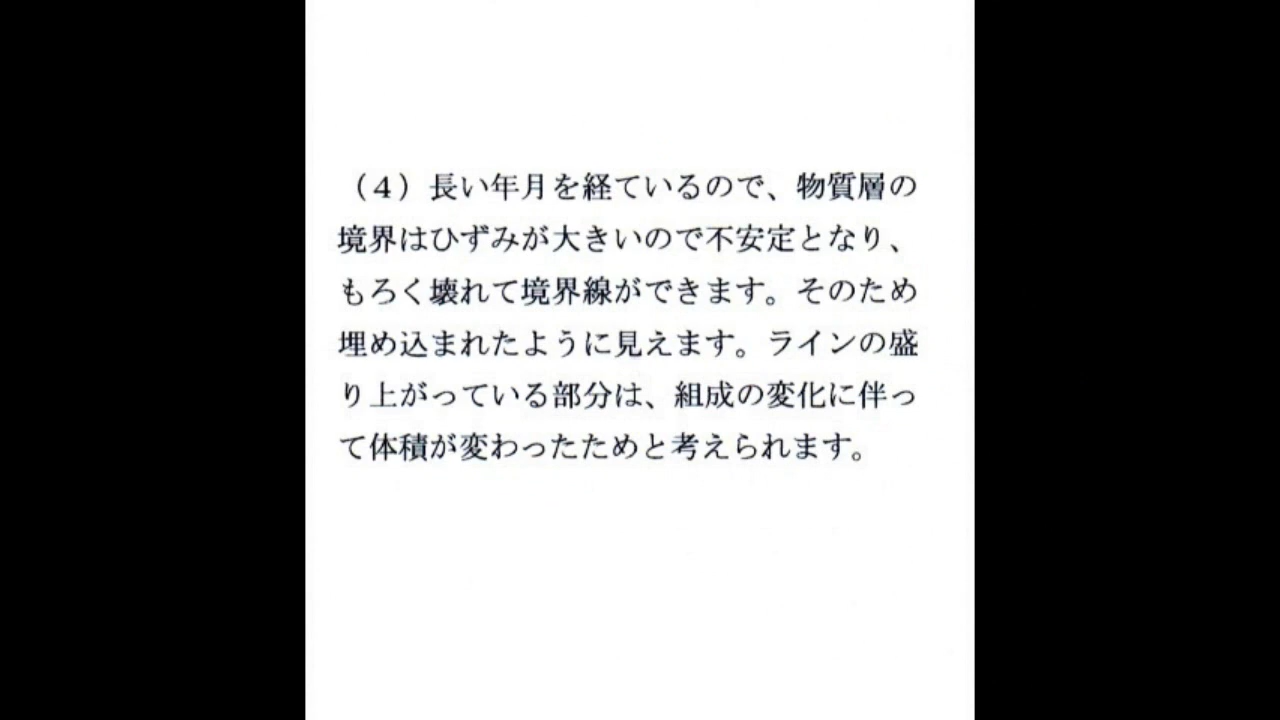 （４）長い年月を経ているので、物質層の
境界はひずみが大きいので不安定となり、
もろく壊れて境界線ができます。そのため
埋め込まれたように見えます。ラインの盛
り上がっている部分は、組成の変化に伴っ
て体積が変わったためと考えられます。